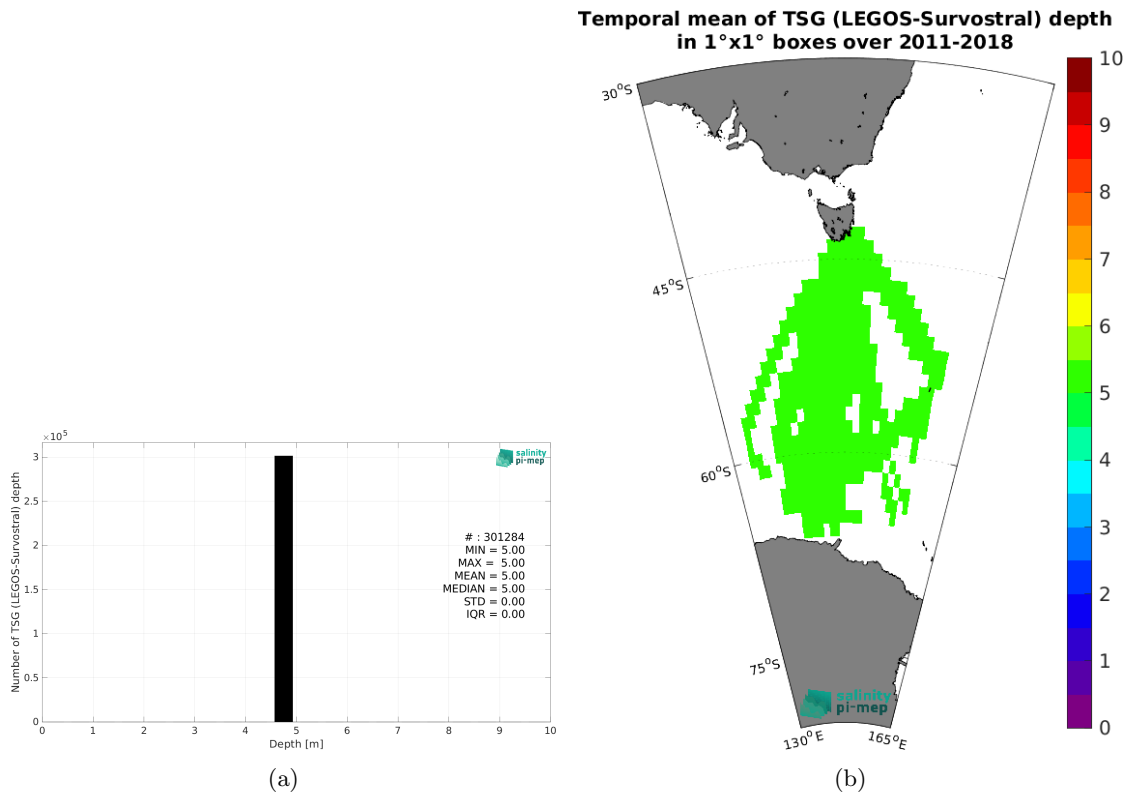 ×10⁵
3
2.5
2
1.5
1
0.5
0
Number of TSG (LEGOS-Survostral) depth
salinity
pi-mep
# : 301284
MIN = 5.00
MAX = 5.00
MEAN = 5.00
MEDIAN = 5.00
STD = 0.00
IQR = 0.00
0 1 2 3 4 5 6 7 8 9 10
Depth [m]
(a)
Temporal mean of TSG (LEGOS-Survostral) depth
in 1°x1° boxes over 2011-2018
30°S
45°S
60°S
75°S
130°E
165°E
salinity
pi-mep
10
9
8
7
6
5
4
3
2
1
0
(b)